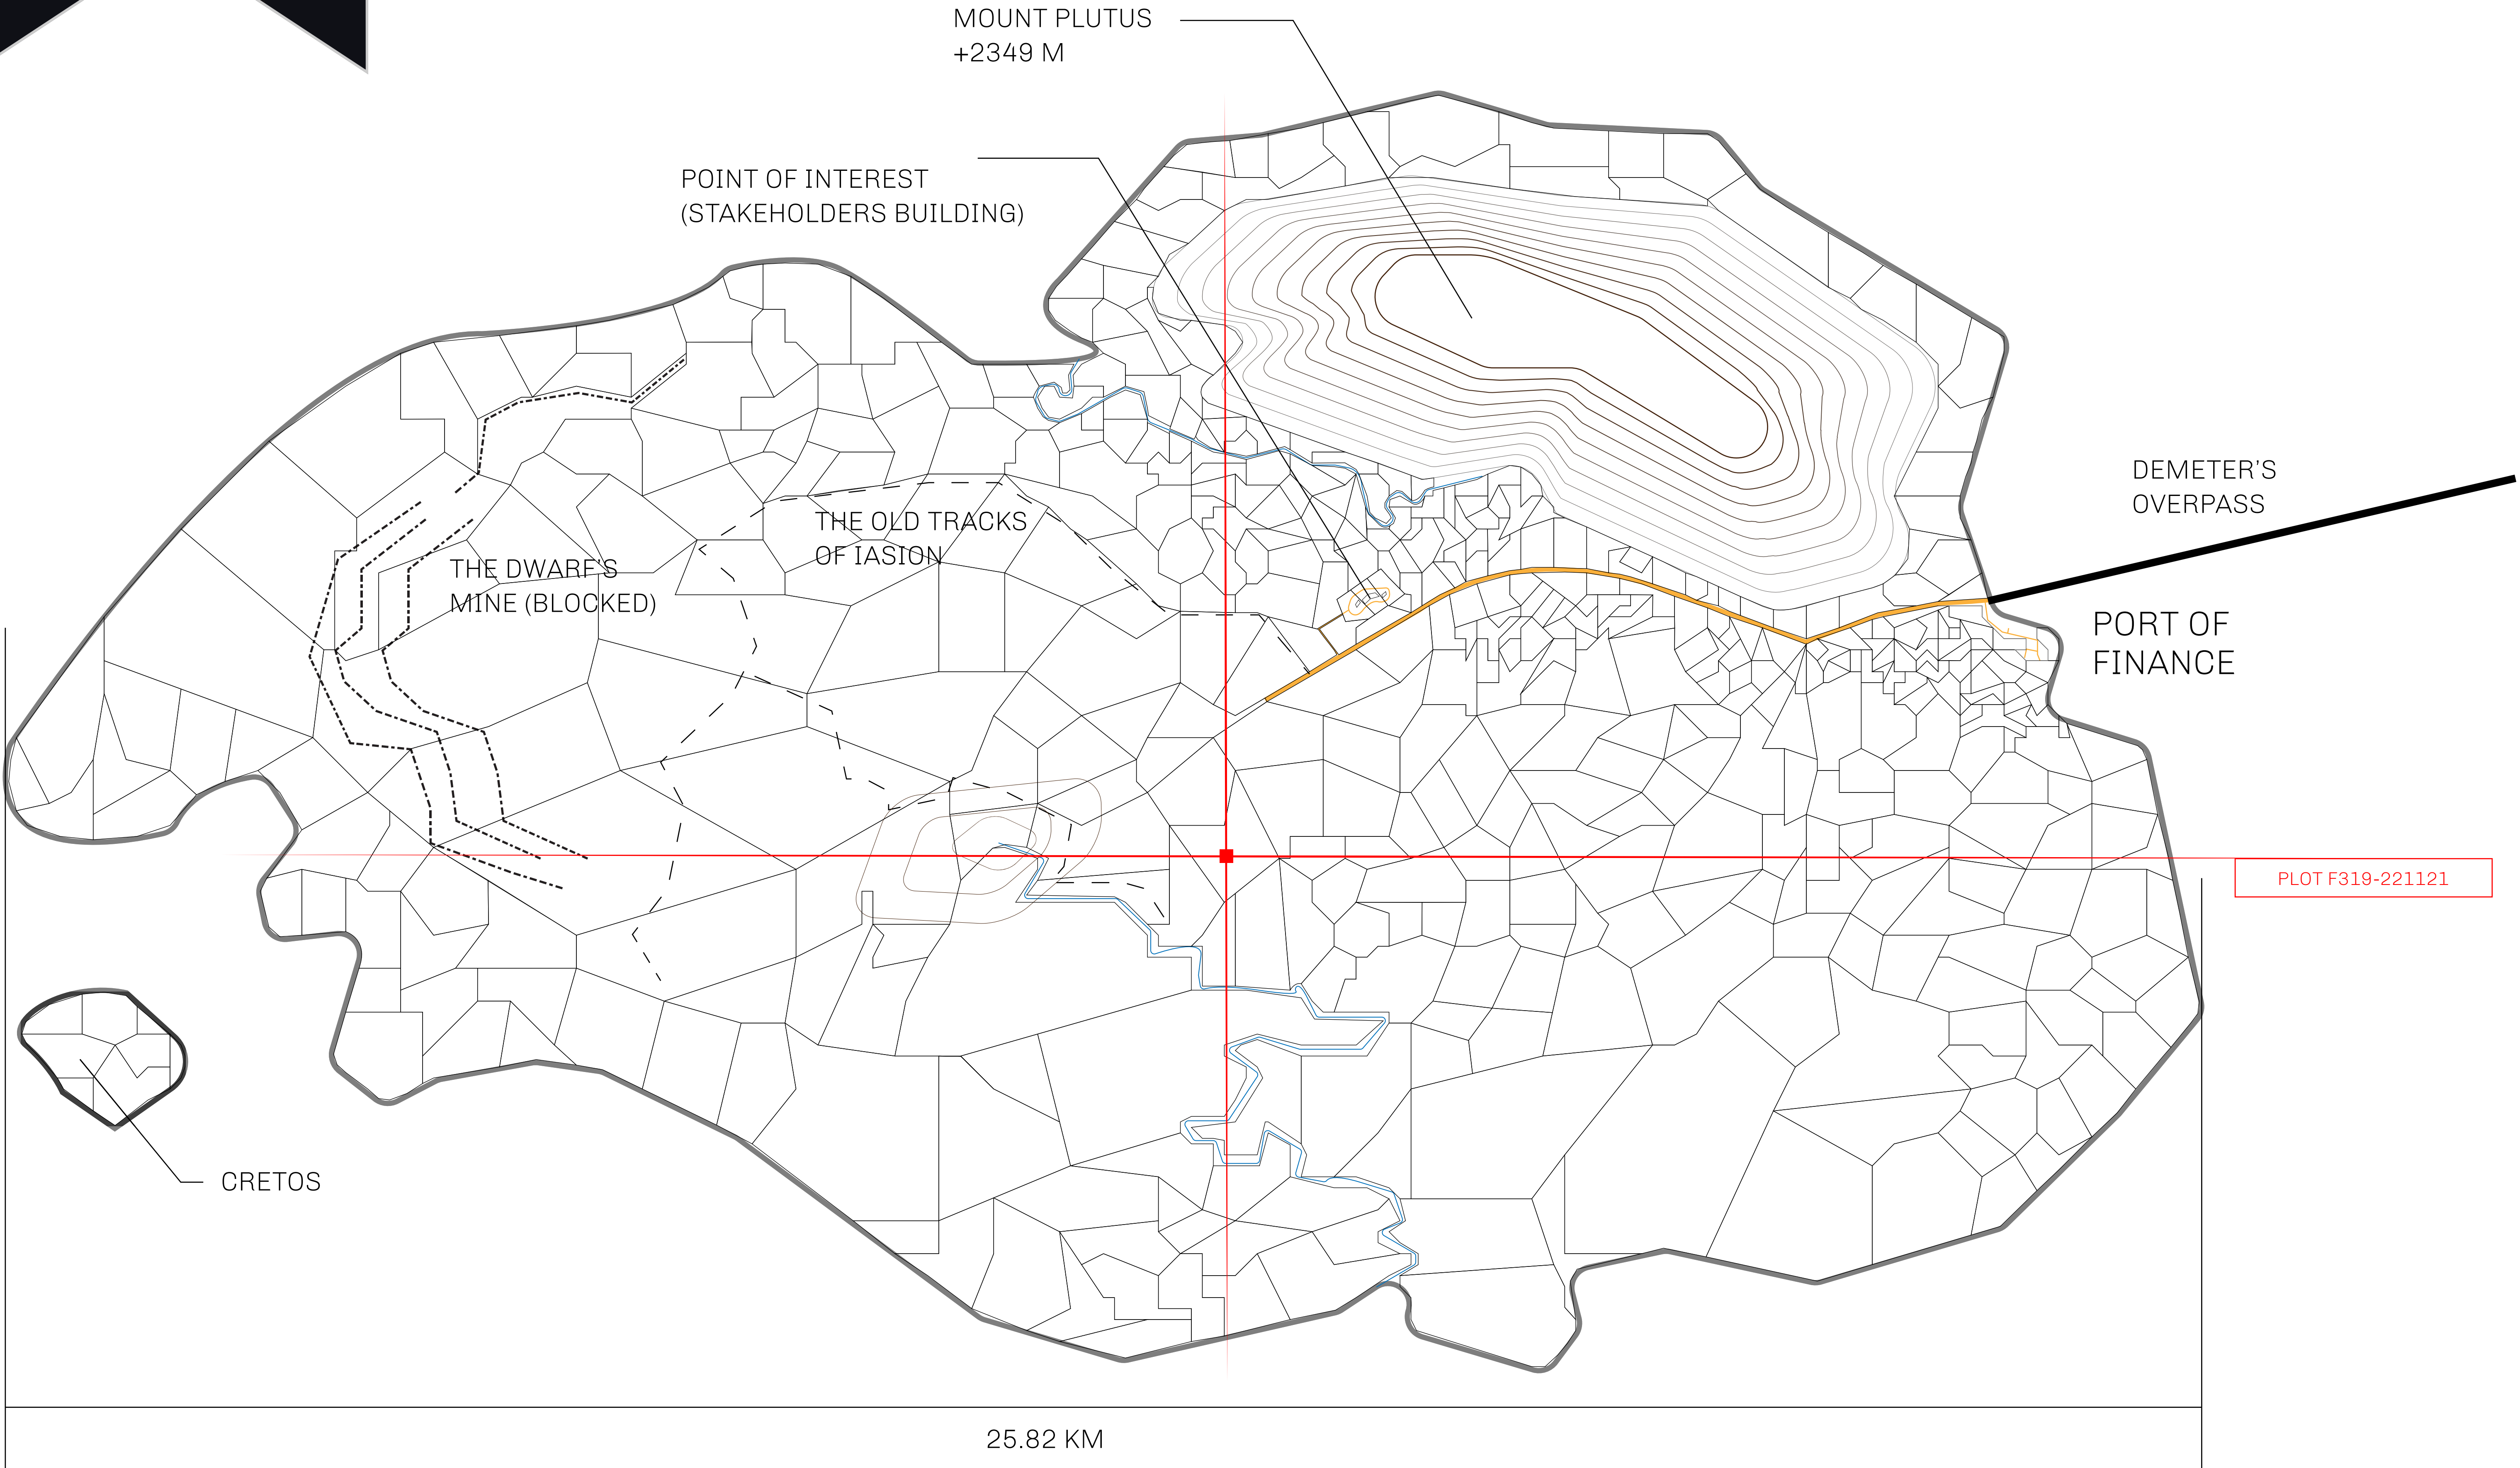 MOUNT PLUTUS
+2349 M
POINT OF INTEREST
(STAKEHOLDERS BUILDING)
DEMETER'S
OVERPASS
THE OLD TRACKS
OF IASION
THE DWARF'S
MINE (BLOCKED)
PORT OF
FINANCE
PLOT F319-221121
CRETOS
25.82 KM